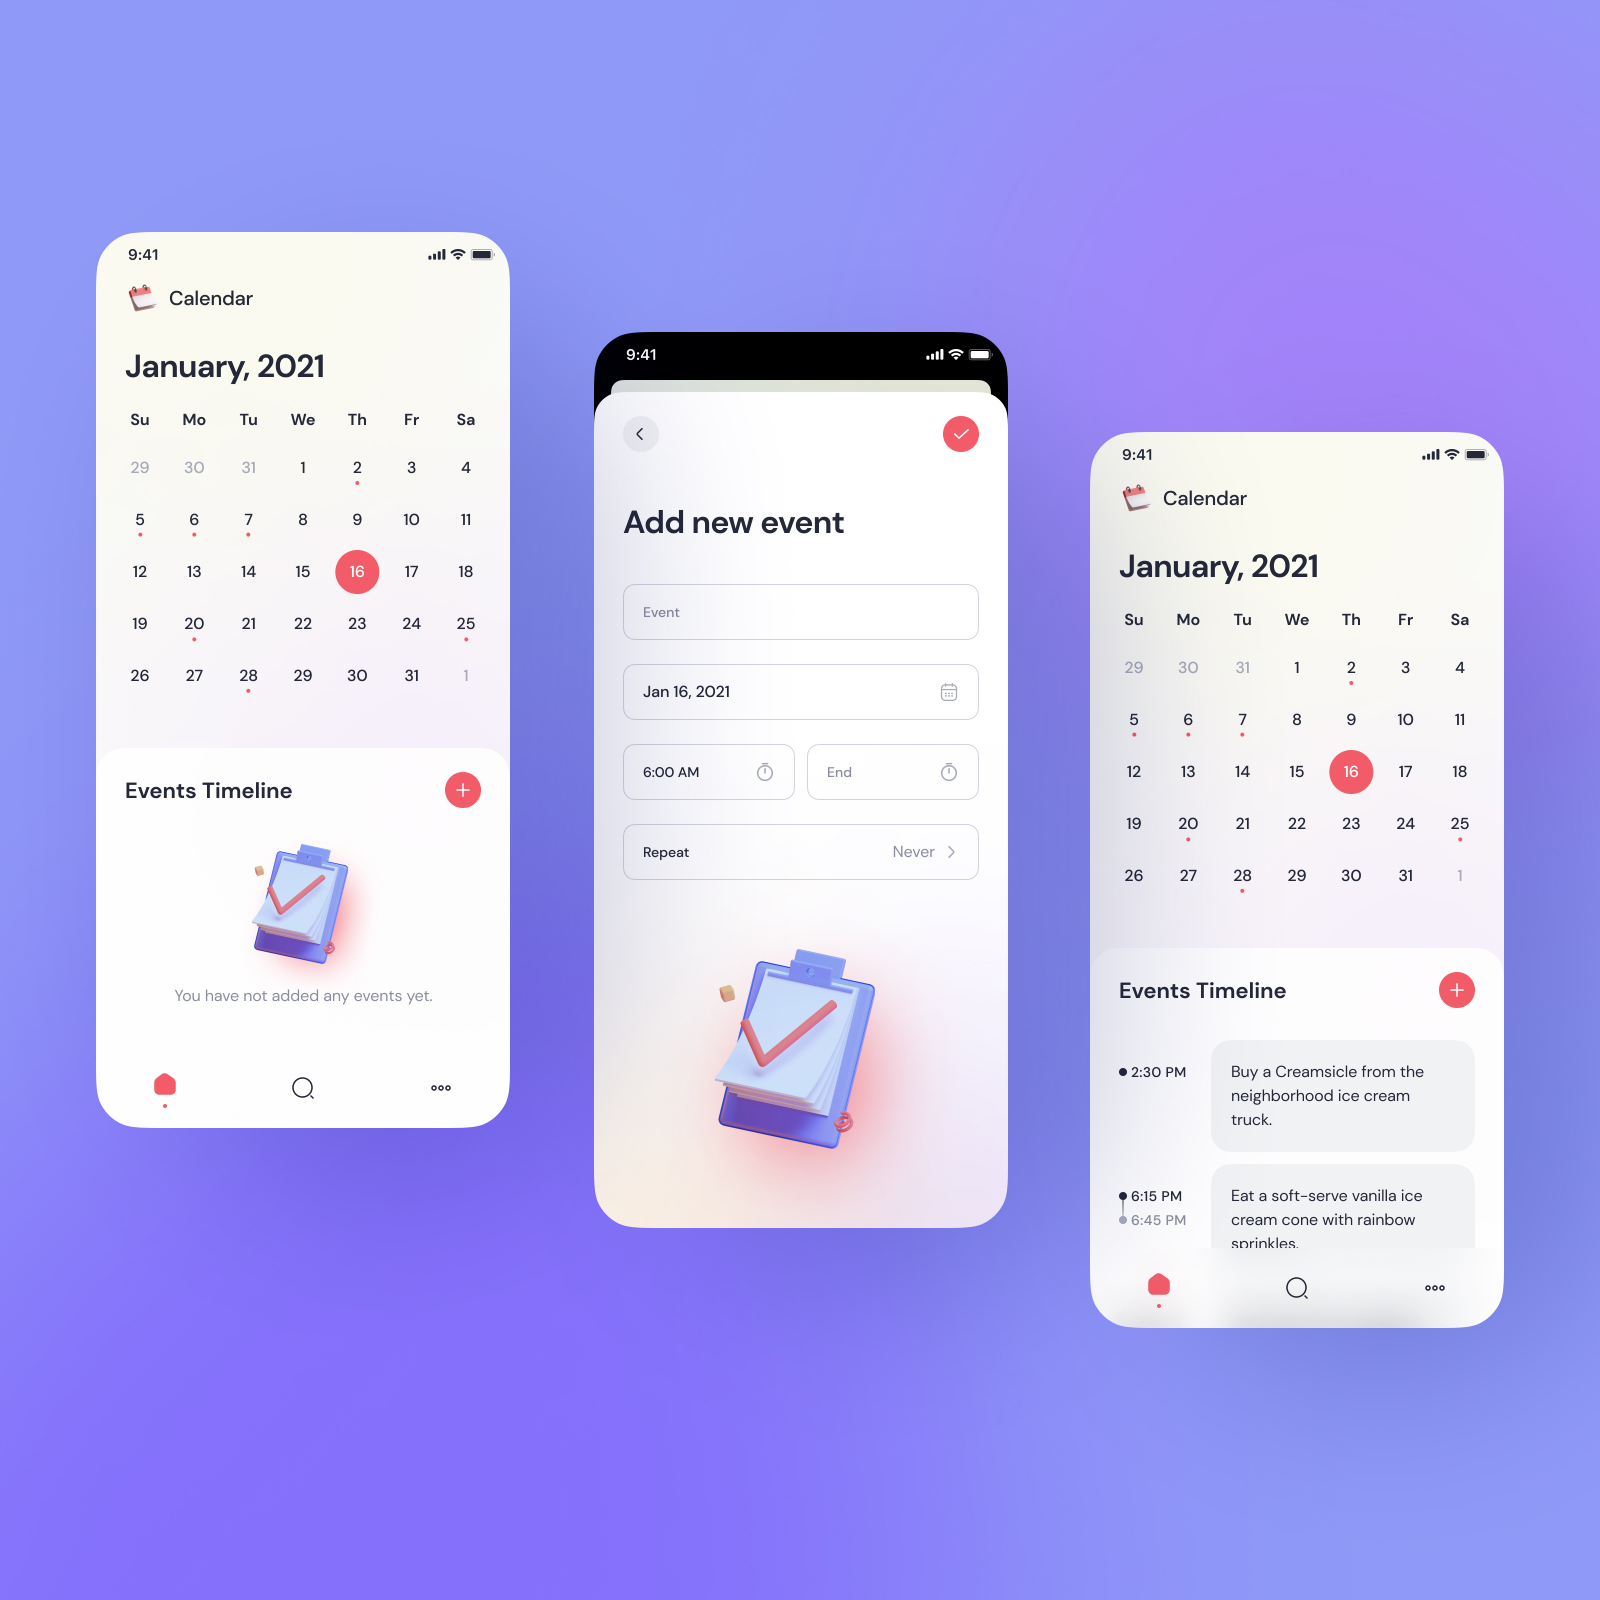 9:41
Calendar
January, 2021
Su Mo Tu We Th Fr Sa
29 30 31 1 2 3 4
5 6 7 8 9 10 11
12 13 14 15 16 17 18
19 20 21 22 23 24 25
26 27 28 29 30 31 1
Events Timeline
You have not added any events yet.
9:41
Add new event
Event
Jan 16, 2021
6:00 AM End
Repeat Never
9:41
Calendar
January, 2021
Su Mo Tu We Th Fr Sa
29 30 31 1 2 3 4
5 6 7 8 9 10 11
12 13 14 15 16 17 18
19 20 21 22 23 24 25
26 27 28 29 30 31 1
Events Timeline
2:30 PM Buy a Creamsicle from the
neighborhood ice cream
truck.
6:15 PM Eat a soft-serve vanilla ice
6:45 PM cream cone with rainbow
sprinkles.